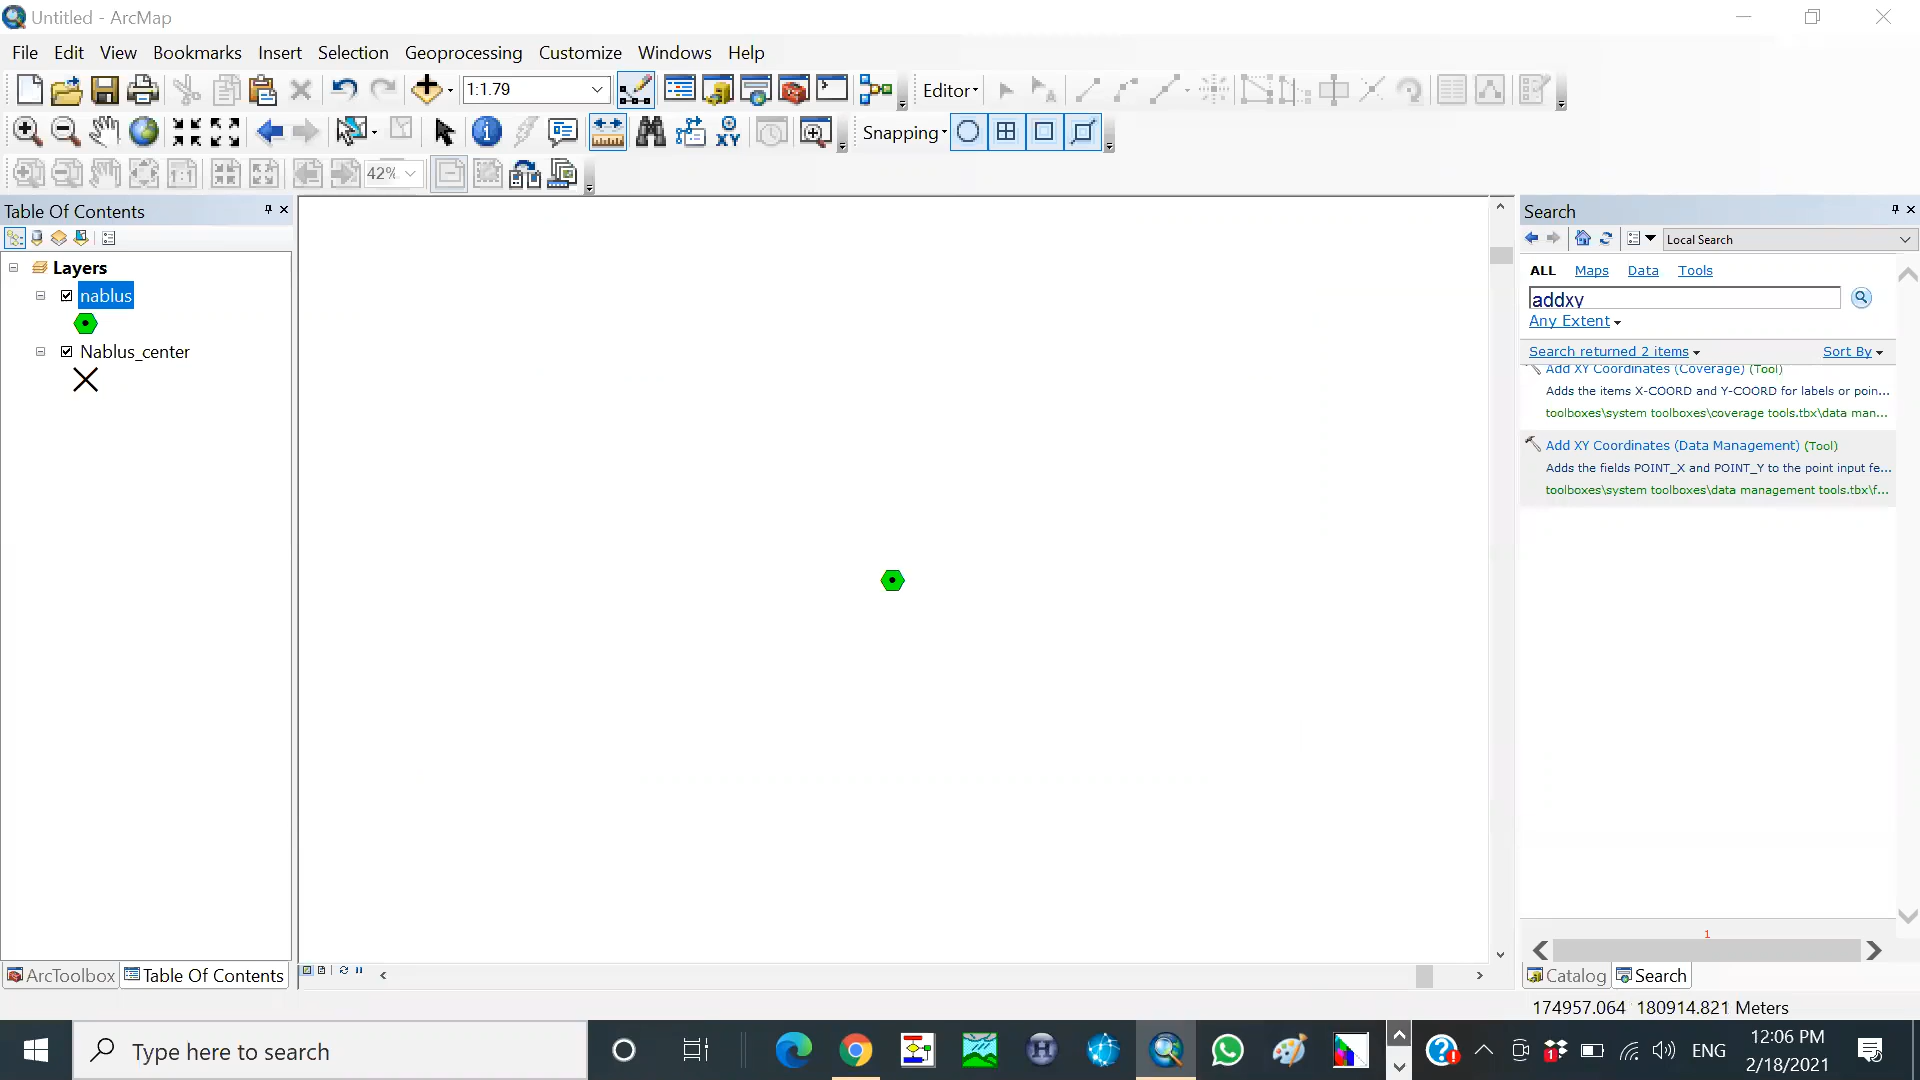 Untitled - ArcMap
File Edit View Bookmarks Insert Selection Geoprocessing Customize Windows Help
1:1.79
Editor
XY
Snapping
1:1
42%
Table Of Contents
Layers
nablus
Nablus_center
Search
Local Search
ALL Maps Data Tools
addxy
Any Extent
Search returned 2 items Sort By
Add XY Coordinates (Coverage) (Tool)
Adds the items X-COORD and Y-COORD for labels or poin...
toolboxes\system toolboxes\coverage tools.tbx\data man...
Add XY Coordinates (Data Management) (Tool)
Adds the fields POINT_X and POINT_Y to the point input fe...
toolboxes\system toolboxes\data management tools.tbx\f...
1
ArcToolbox Table Of Contents
Catalog Search
174957.064 180914.821 Meters
Type here to search
H
1
ENG
12:06 PM
2/18/2021